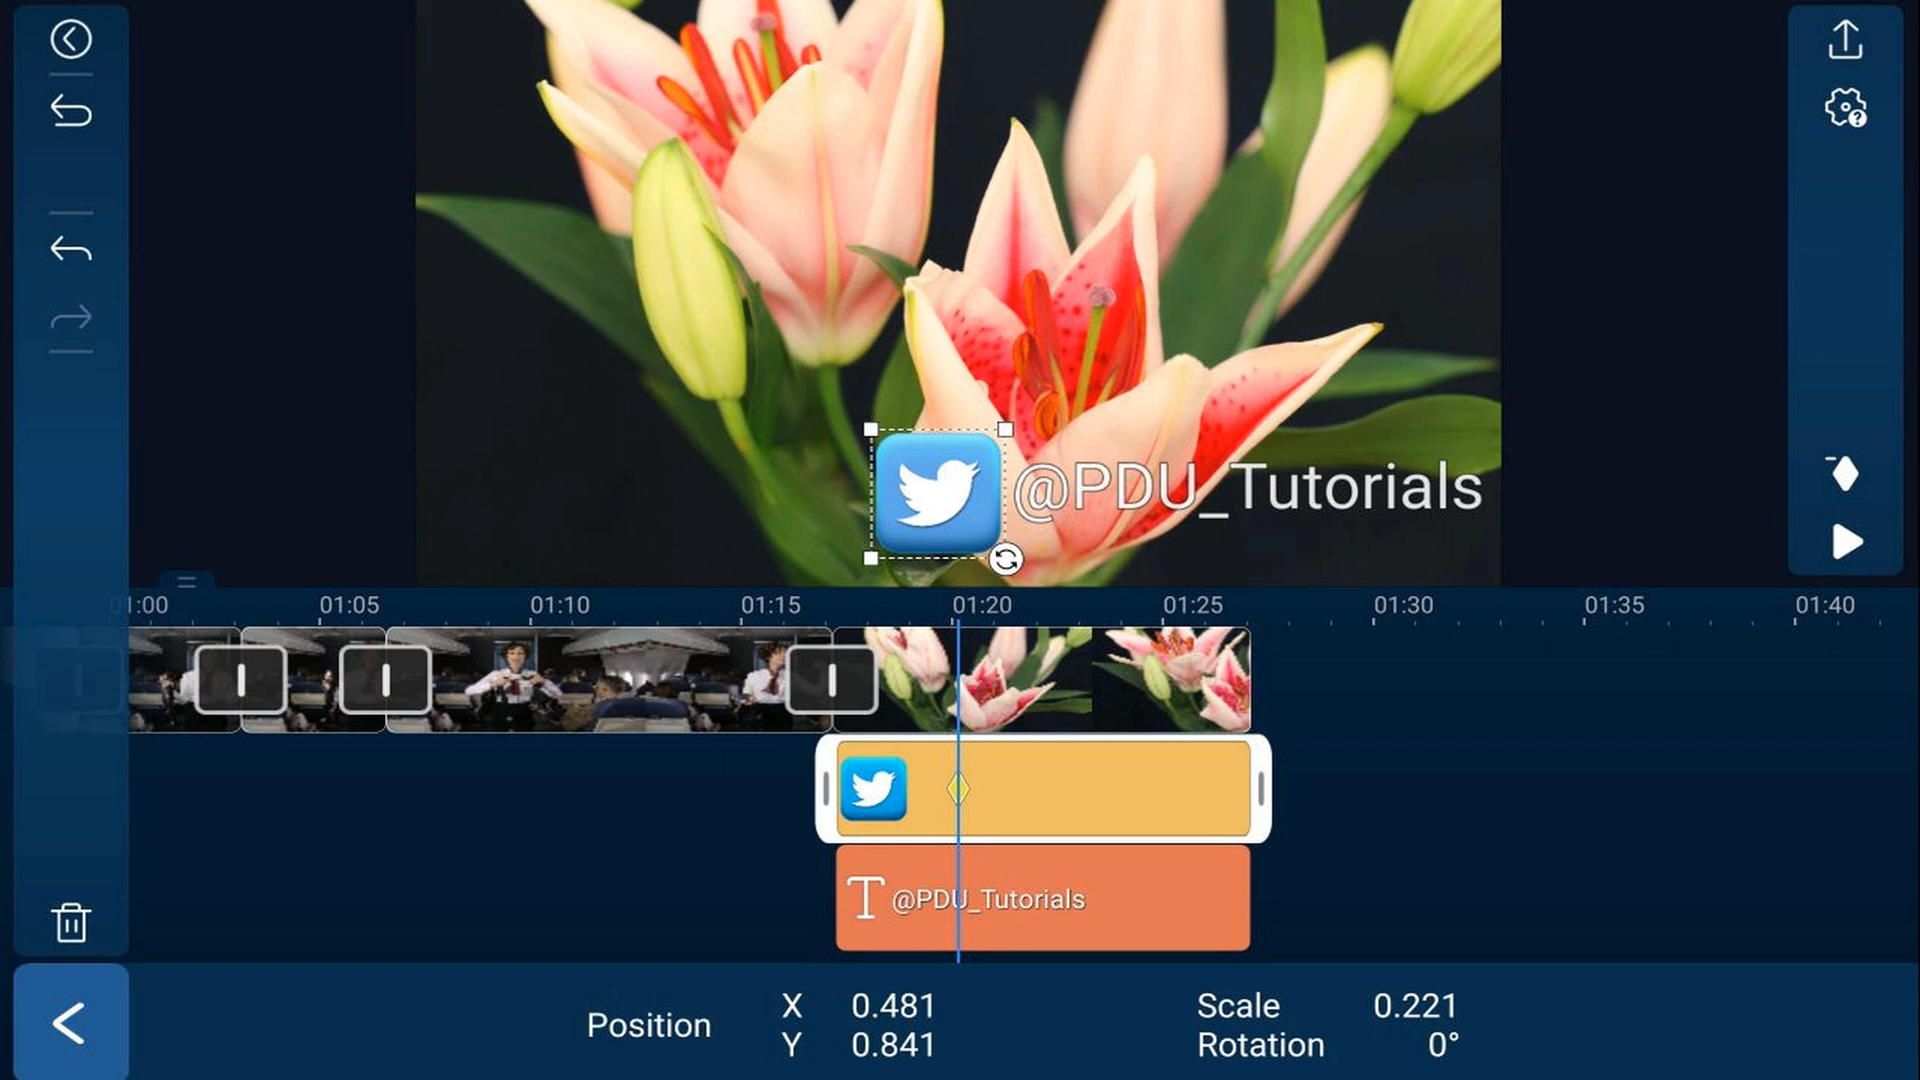 @PDU_Tutorials
01:00
01:05
01:10
01:15
01:20
01:25
01:30
01:35
01:40
@PDU_Tutorials
Position
X 0.481
Y 0.841
Scale 0.221
Rotation 0°